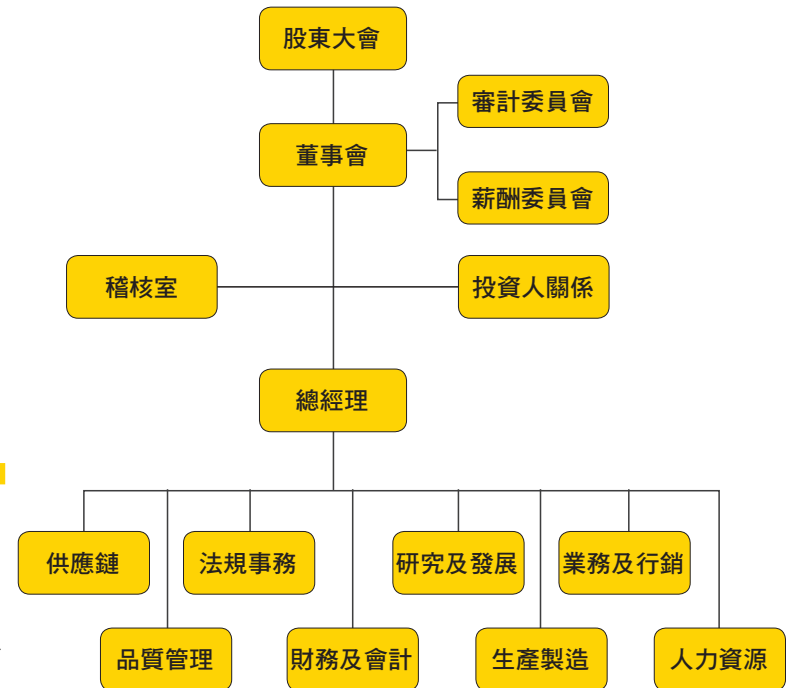 股東大會
董事會
審計委員會
薪酬委員會
稽核室
投資人關係
總經理
供應鏈
法規事務
研究及發展
業務及行銷
品質管理
財務及會計
生產製造
人力資源